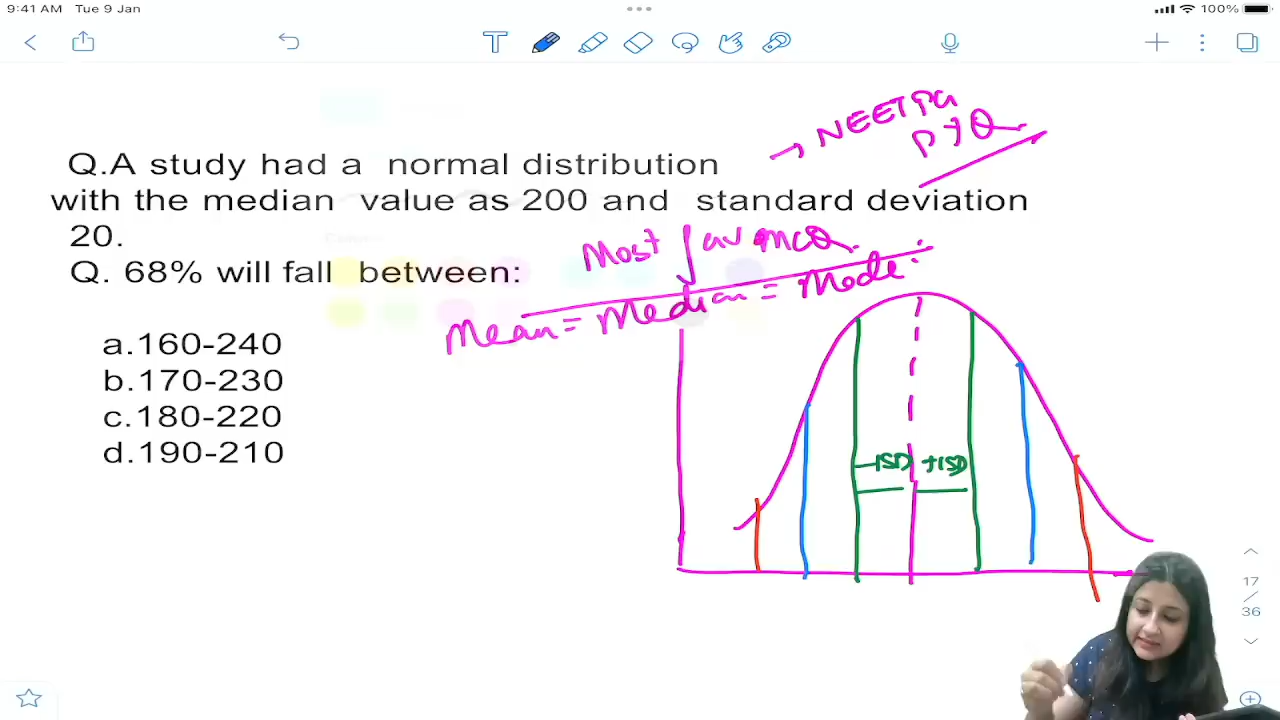 9:41 AM Tue 9 Jan
100%
→ NEETPG
PYQ
Q.A study had a normal distribution
with the median value as 200 and standard deviation
20.
Most fav MCQ.
Q. 68% will fall between:
Mean = Median = Mode.
a.160-240
b.170-230
c.180-220
d.190-210
-1SD +1SD
17
/
36